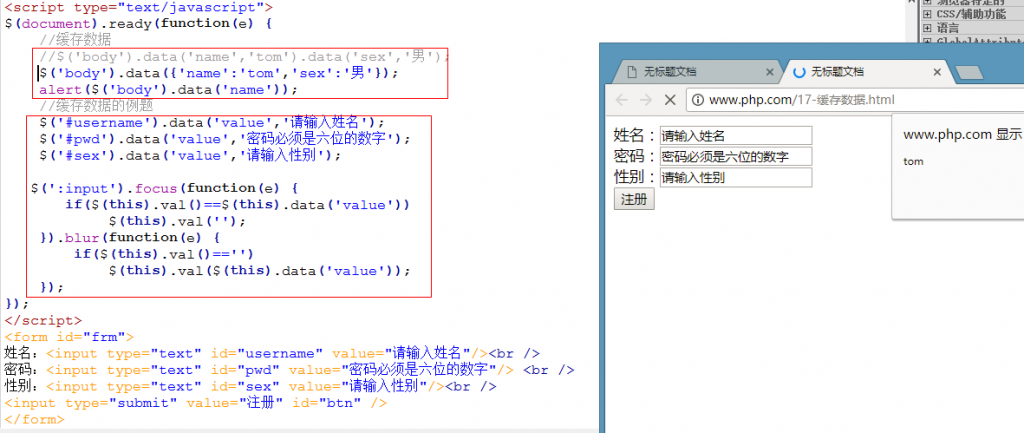 <script type="text/javascript">
$(document).ready(function(e) {
//缓存数据
//$('body').data('name','tom').data('sex','男');
$('body').data({'name':'tom','sex':'男'});
alert($('body').data('name'));
//缓存数据的例题
$('#username').data('value','请输入姓名');
$('#pwd').data('value','密码必须是六位的数字');
$('#sex').data('value','请输入性别');
$(':input').focus(function(e) {
if($(this).val()==$(this).data('value'))
$(this).val('');
}).blur(function(e) {
if($(this).val()=='')
$(this).val($(this).data('value'));
});
});
</script>
<form id="frm">
姓名：<input type="text" id="username" value="请输入姓名"/><br />
密码：<input type="text" id="pwd" value="密码必须是六位的数字"/> <br />
性别：<input type="text" id="sex" value="请输入性别"/><br />
<input type="submit" value="注册" id="btn" />
</form>
CSS/辅助功能
语言
无标题文档
无标题文档
www.php.com/17-缓存数据.html
姓名：请输入姓名
密码：密码必须是六位的数字
性别：请输入性别
注册
www.php.com 显示
tom